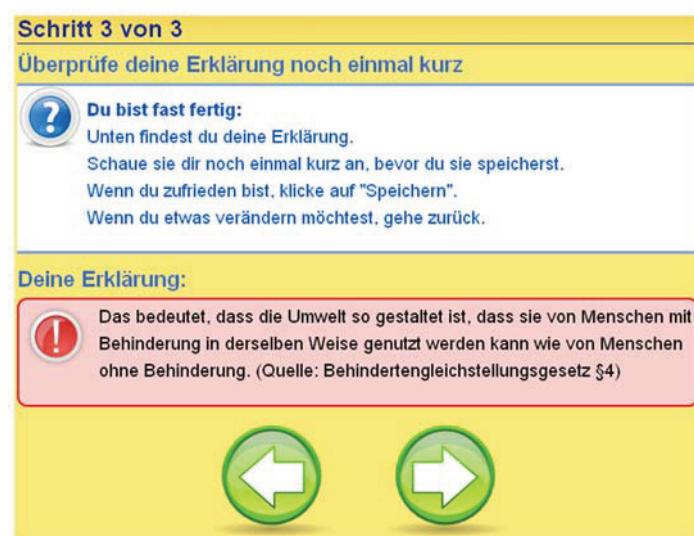 Schritt 3 von 3
Überprüfe deine Erklärung noch einmal kurz
Du bist fast fertig:
Unten findest du deine Erklärung.
Schaue sie dir noch einmal kurz an, bevor du sie speicherst.
Wenn du zufrieden bist, klicke auf "Speichern".
Wenn du etwas verändern möchtest, gehe zurück.
Deine Erklärung:
Das bedeutet, dass die Umwelt so gestaltet ist, dass sie von Menschen mit
Behinderung in derselben Weise genutzt werden kann wie von Menschen
ohne Behinderung. (Quelle: Behindertengleichstellungsgesetz §4)